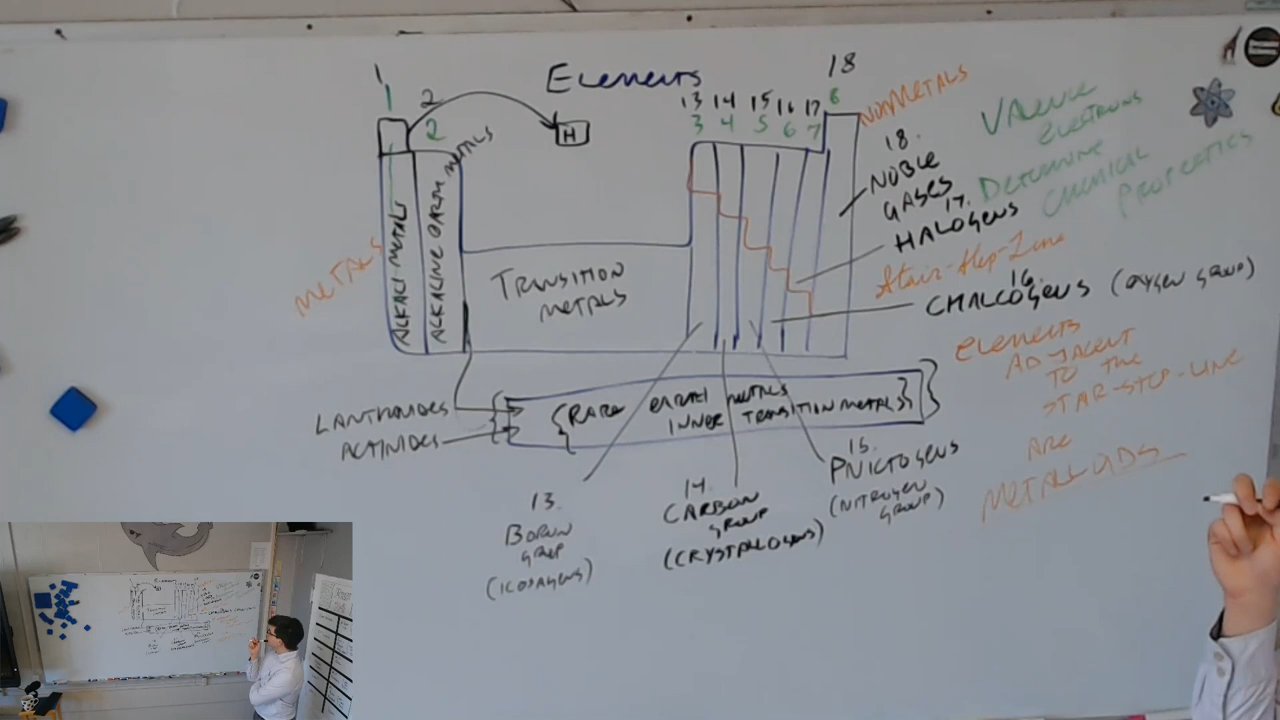 Elements
1
2
13 14 15 16 17
18
1
2
3 4 5 6 7
8
H
METALS
ALKALI METALS
ALKALINE EARTH METALS
TRANSITION
METALS
NONMETALS
18.
NOBLE
GASES
17.
HALOGENS
Stair-Step-Line
16.
CHALCOGENS (OXYGEN GROUP)
VALENCE
ELECTRONS
DETERMINE
CHEMICAL
PROPERTIES
ELEMENTS
ADJACENT
TO THE
STAR-STEP-LINE
ARE
METALLOIDS
LANTHANIDES
ACTINIDES
{RARE EARTH METALS
INNER TRANSITION METALS}
13.
BORON
GROUP
(ICOSAGENS)
14.
CARBON
GROUP
(CRYSTALLOGENS)
15.
PNICTOGENS
(NITROGEN
GROUP)